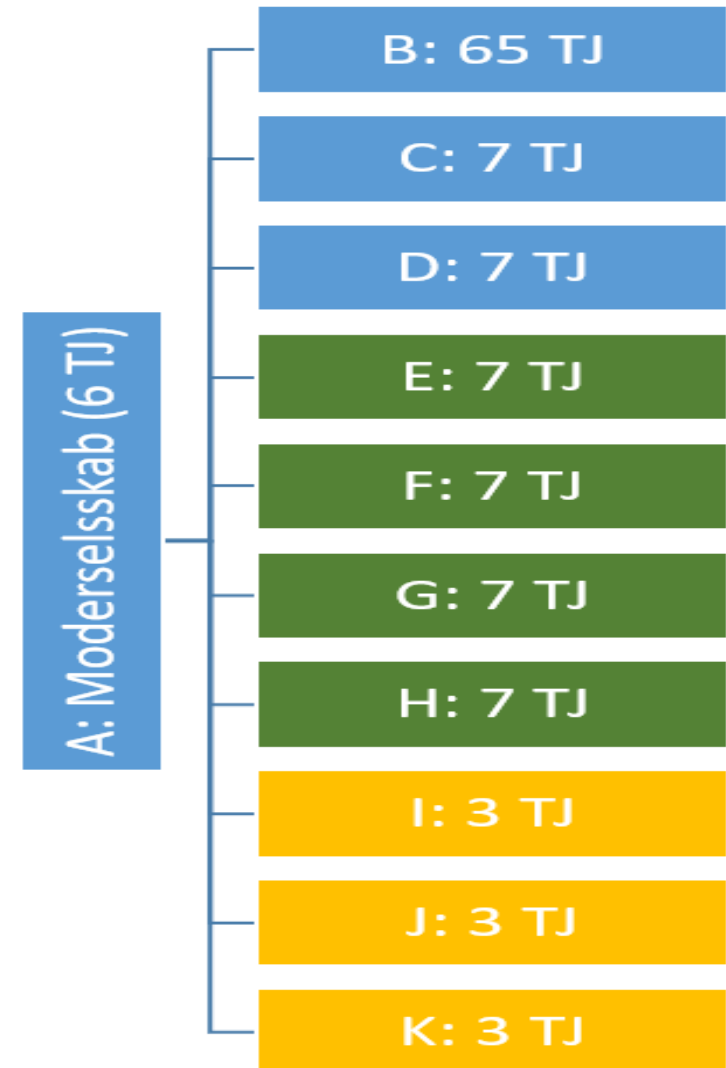 A: Moderselsskab (6 TJ)
B: 65 TJ
C: 7 TJ
D: 7 TJ
E: 7 TJ
F: 7 TJ
G: 7 TJ
H: 7 TJ
I: 3 TJ
J: 3 TJ
K: 3 TJ